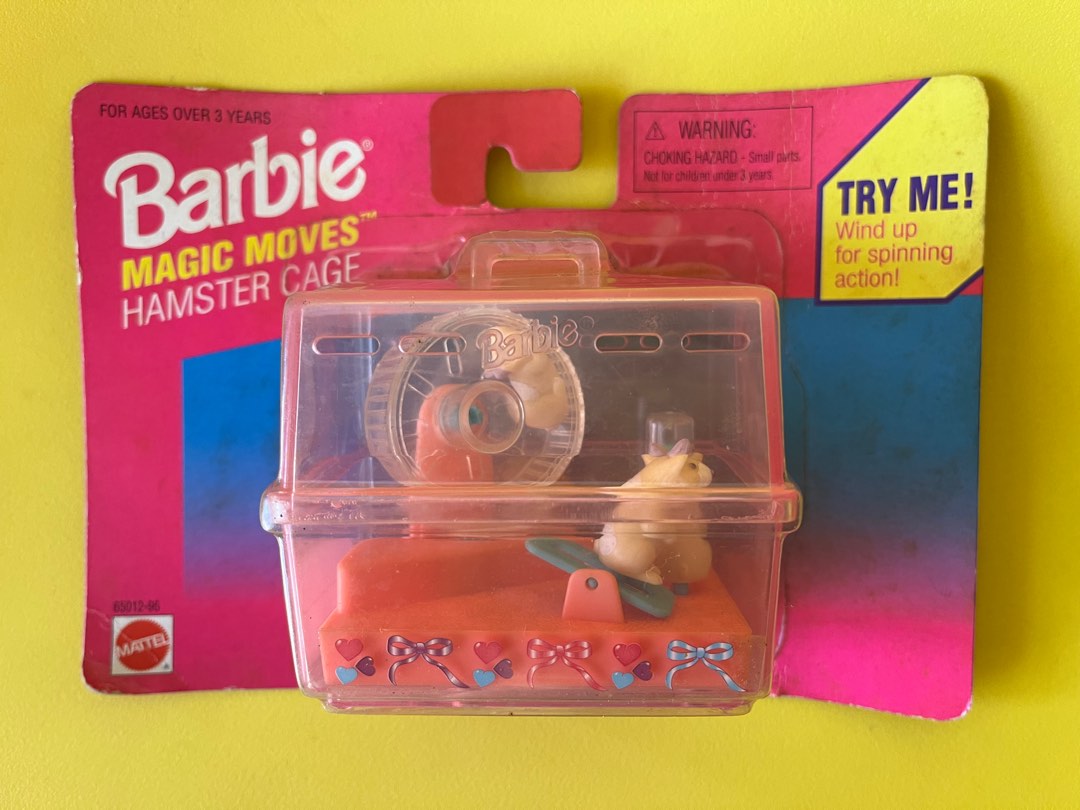 FOR AGES OVER 3 YEARS
Barbie®
MAGIC MOVES™
HAMSTER CAGE
⚠ WARNING:
CHOKING HAZARD - Small parts.
Not for children under 3 years.
TRY ME!
Wind up
for spinning
action!
Barbie
65012-96
MATTEL